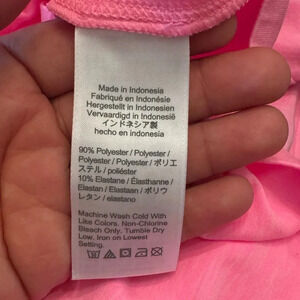 Made in Indonesia
Fabriqué en Indonésie
Hergestellt in Indonesien
Vervaardigd in Indonesië
インドネシア製
hecho en indonesia
90% Polyester / Polyester /
Polyester / Polyester / ポリエ
ステル / poliéster
10% Elastane / Élasthanne /
Elastan / Elastaan / ポリウ
レタン / elastano
Machine Wash Cold With
Like Colors. Non-Chlorine
Bleach Only. Tumble Dry
Low. Iron on Lowest
Setting.